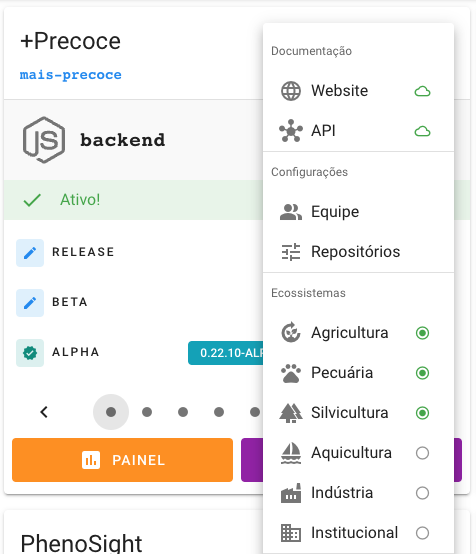 +Precoce
mais-precoce
JS backend
Ativo!
RELEASE
BETA
ALPHA
0.22.10-ALP
PAINEL
PhenoSight
Documentação
Website
API
Configurações
Equipe
Repositórios
Ecossistemas
Agricultura
Pecuária
Silvicultura
Aquicultura
Indústria
Institucional